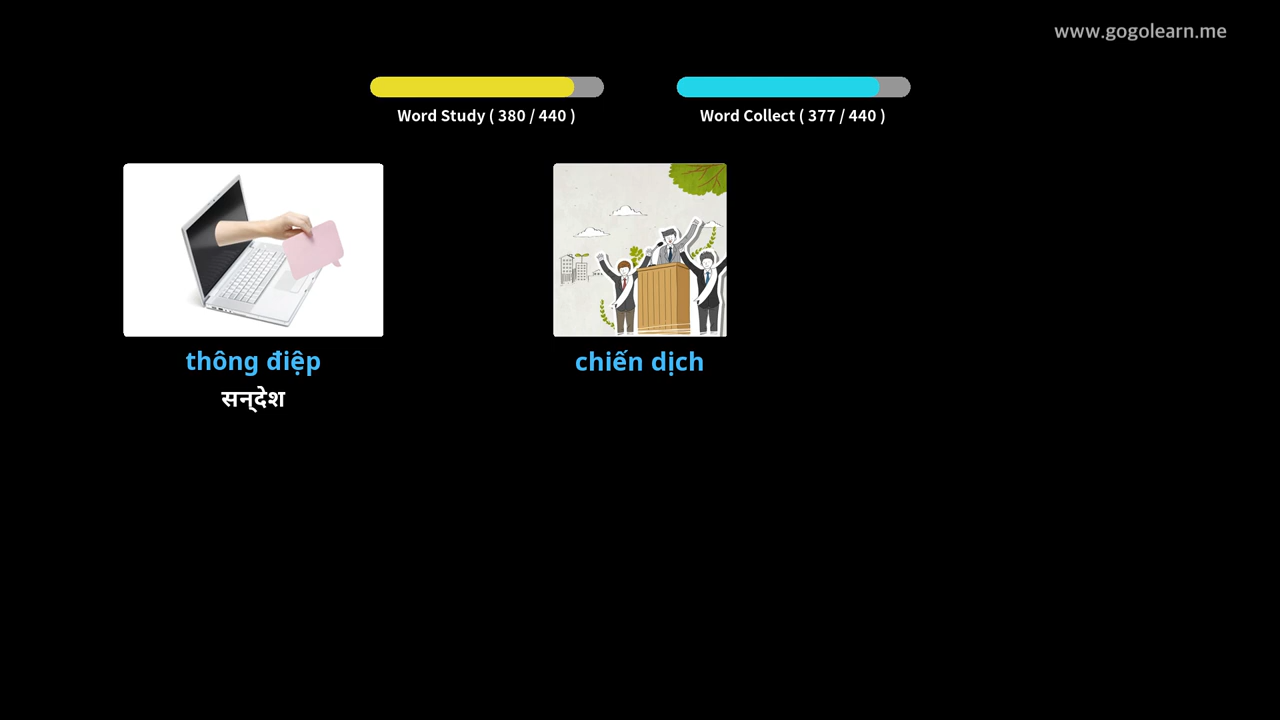 www.gogolearn.me
Word Study ( 380 / 440 )
Word Collect ( 377 / 440 )
thông điệp
chiến dịch
सन्‌देश